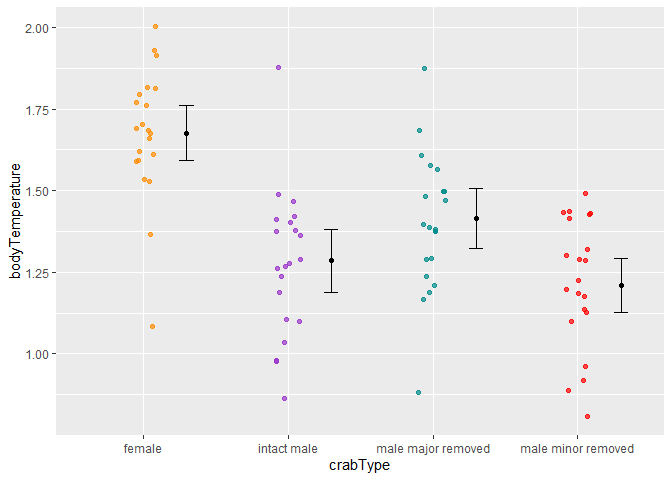 2.00
1.75
1.50
1.25
1.00
bodyTemperature
female
intact male
male major removed
male minor removed
crabType